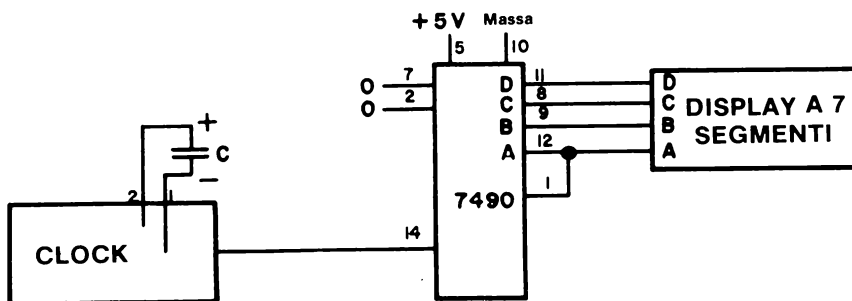 +5V Massa
5 10
0 7
0 2
D 11 D
C 8 C
B 9 B
A 12 A
1
7490
DISPLAY A 7
SEGMENTI
+
C
−
2 1
CLOCK
14